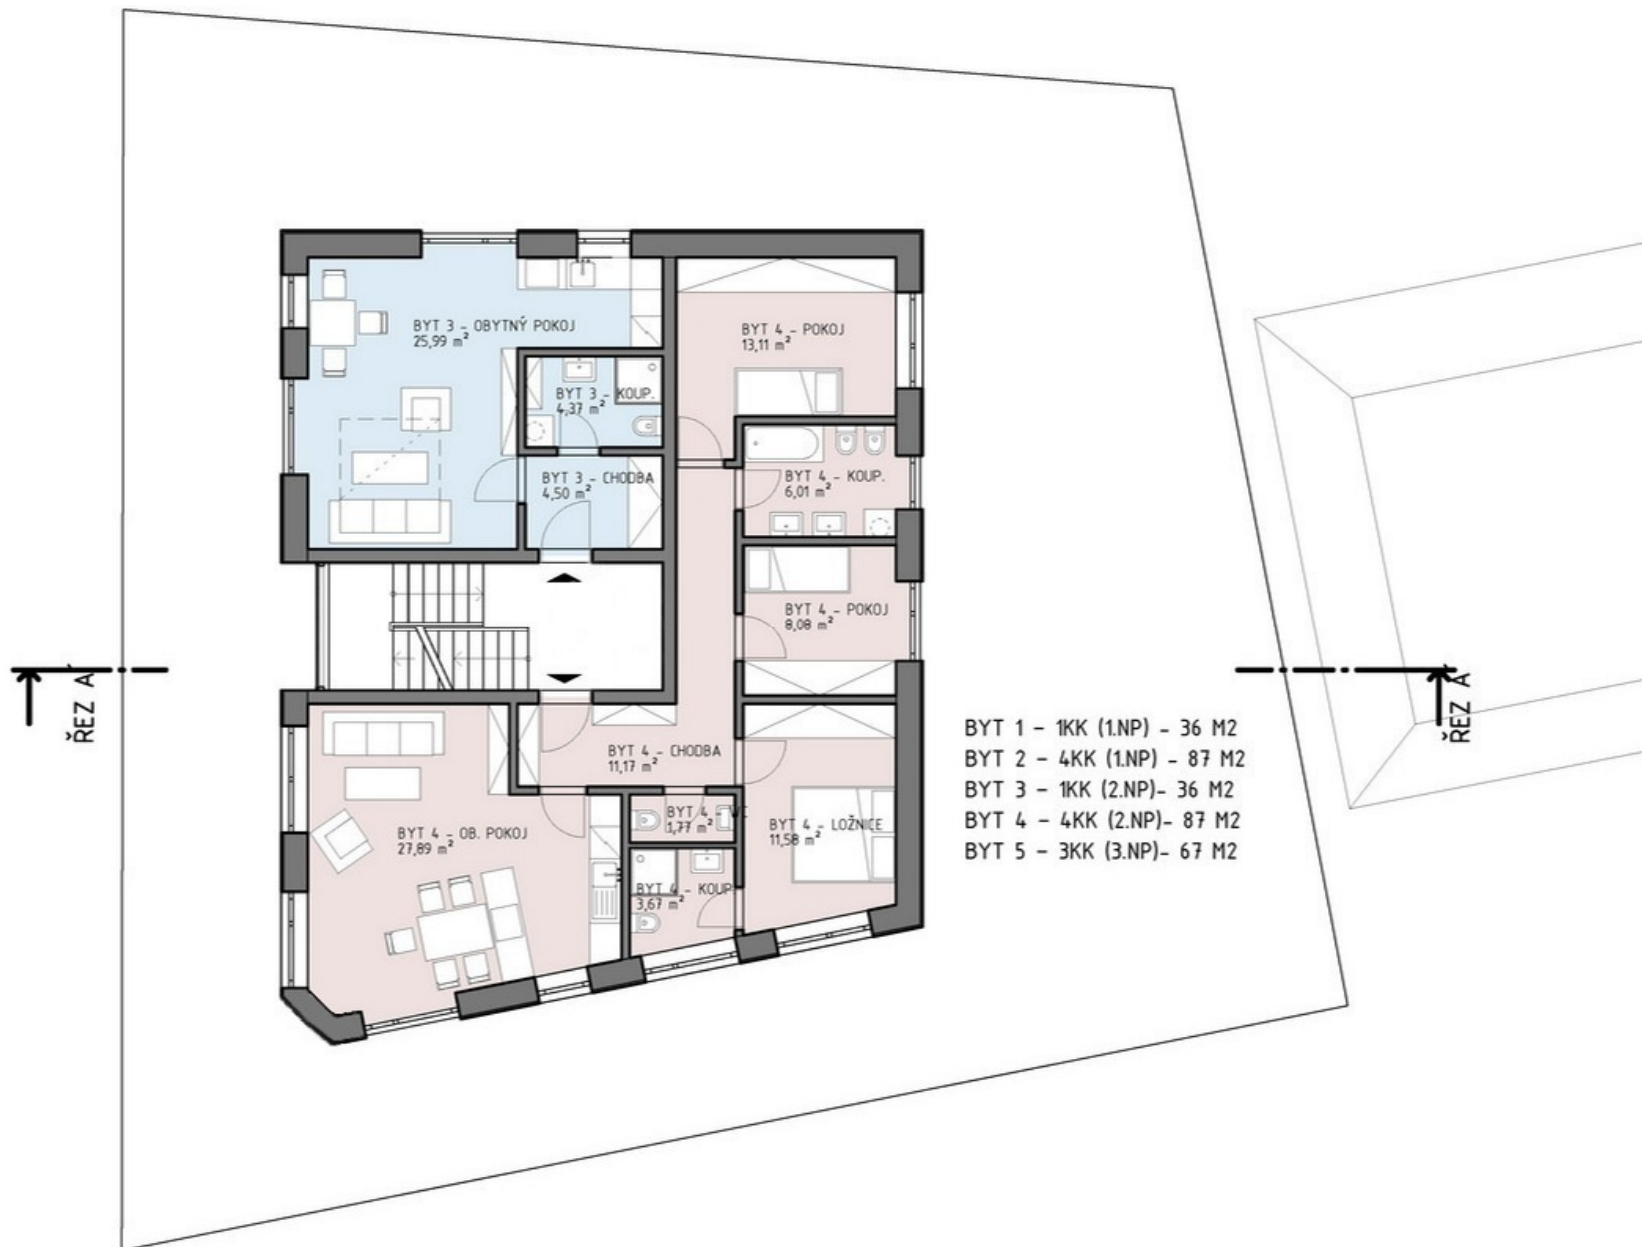 BYT 3 - OBYTNÝ POKOJ
25,99 m²
BYT 4 - POKOJ
13,11 m²
BYT 3 - KOUP.
4,37 m²
BYT 3 - CHODBA
4,50 m²
BYT 4 - KOUP.
6,01 m²
BYT 4 - POKOJ
8,08 m²
ŘEZ A
ŘEZ A'
BYT 4 - CHODBA
11,17 m²
BYT 4 - OB. POKOJ
27,89 m²
BYT 4 - WC
1,77 m²
BYT 4 - LOŽNICE
11,58 m²
BYT 4 - KOUP.
3,67 m²
BYT 1 - 1KK (1.NP) - 36 M2
BYT 2 - 4KK (1.NP) - 87 M2
BYT 3 - 1KK (2.NP)- 36 M2
BYT 4 - 4KK (2.NP)- 87 M2
BYT 5 - 3KK (3.NP)- 67 M2